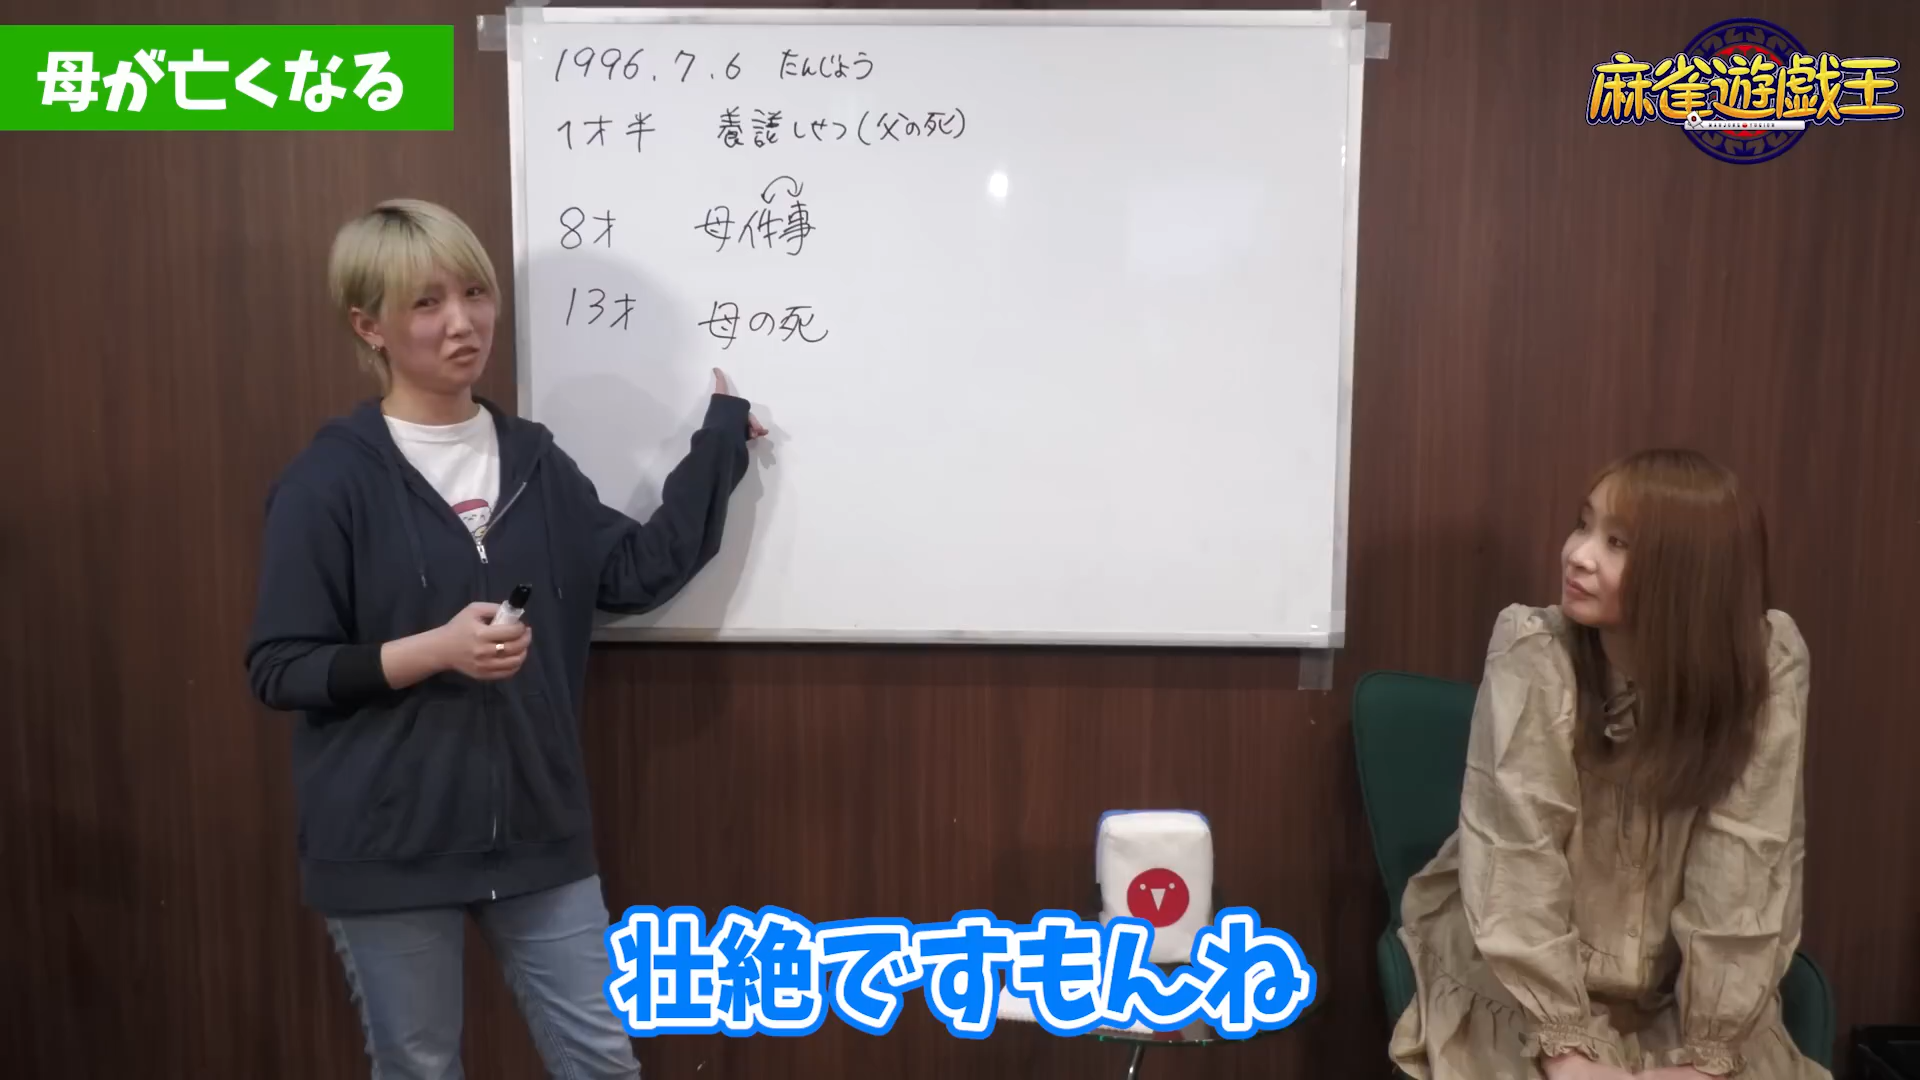 母が亡くなる
麻雀遊戯王
1996.7.6 たんじょう
1才半 養護しせつ(父の死)
8才 母件事
13才 母の死
壮絶ですもんね